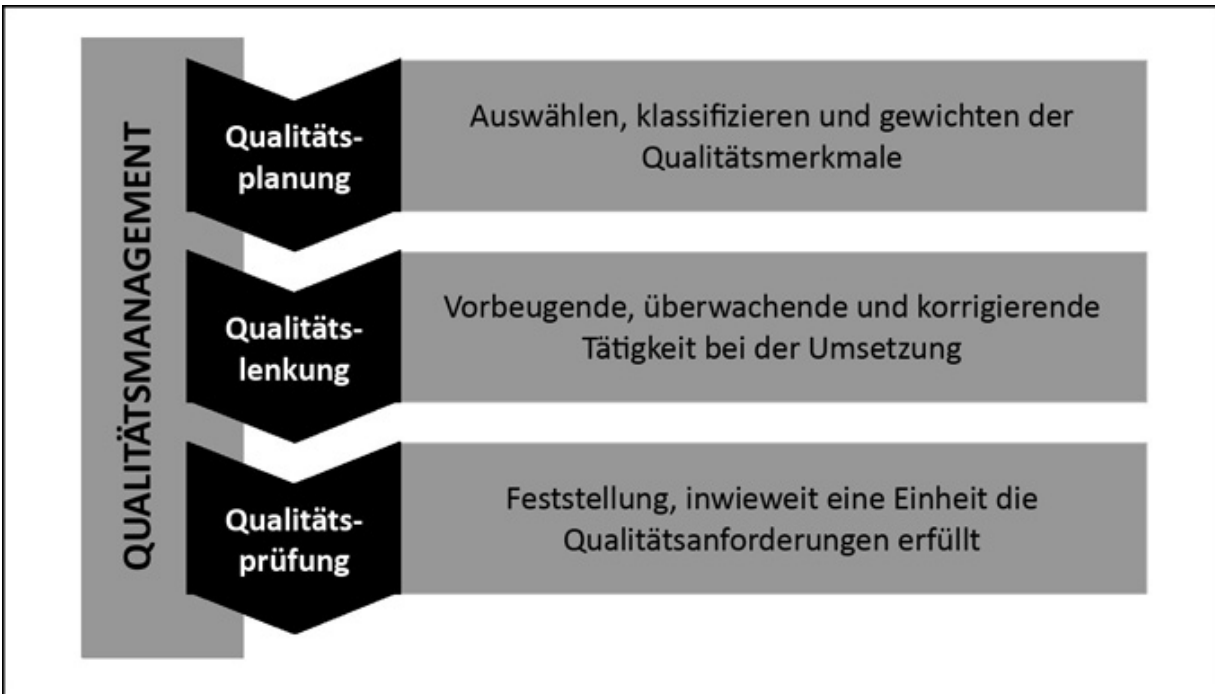 QUALITÄTSMANAGEMENT
Qualitäts-
planung
Auswählen, klassifizieren und gewichten der
Qualitätsmerkmale
Qualitäts-
lenkung
Vorbeugende, überwachende und korrigierende
Tätigkeit bei der Umsetzung
Qualitäts-
prüfung
Feststellung, inwieweit eine Einheit die
Qualitätsanforderungen erfüllt